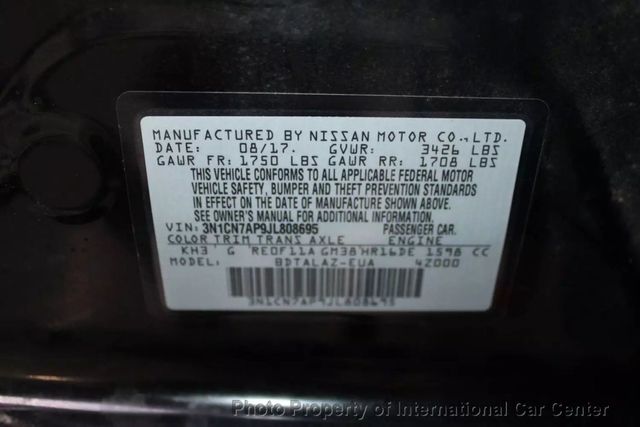 MANUFACTURED BY NISSAN MOTOR CO.,LTD.
DATE: 08/17. GVWR: 3426 LBS
GAWR FR: 1750 LBS GAWR RR: 1708 LBS
THIS VEHICLE CONFORMS TO ALL APPLICABLE FEDERAL MOTOR
VEHICLE SAFETY, BUMPER AND THEFT PREVENTION STANDARDS
IN EFFECT ON THE DATE OF MANUFACTURE SHOWN ABOVE.
SEE OWNER'S MANUAL FOR ADDITIONAL INFORMATION.
VIN: 3N1CN7AP9JL808695 PASSENGER CAR.
COLOR TRIM TRANS AXLE ENGINE
KH3 G RE0F11A GM38 HR16DE 1598 CC
MODEL: BDTALAZ-EUA 4Z000
3N1CN7AP9JL808695
Photo Property of International Car Center